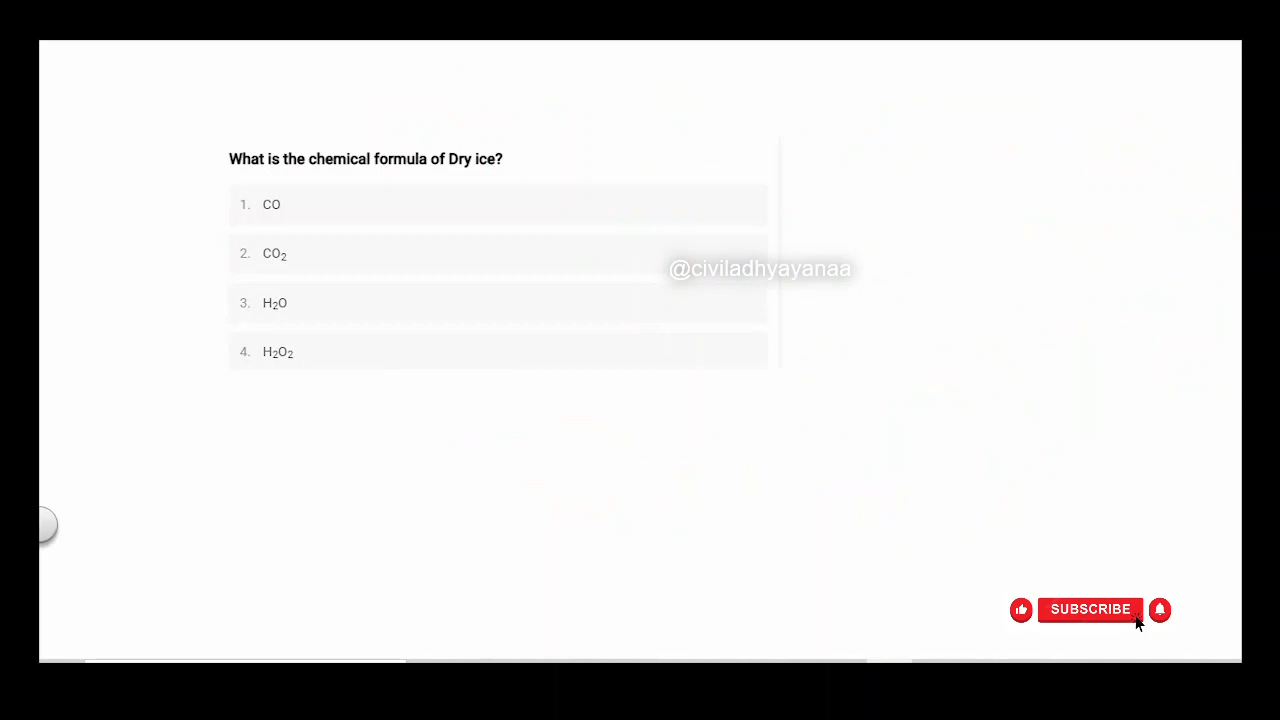 What is the chemical formula of Dry ice?
1. CO
2. CO₂
@civiladhyayanaa
3. H₂O
4. H₂O₂
SUBSCRIBE